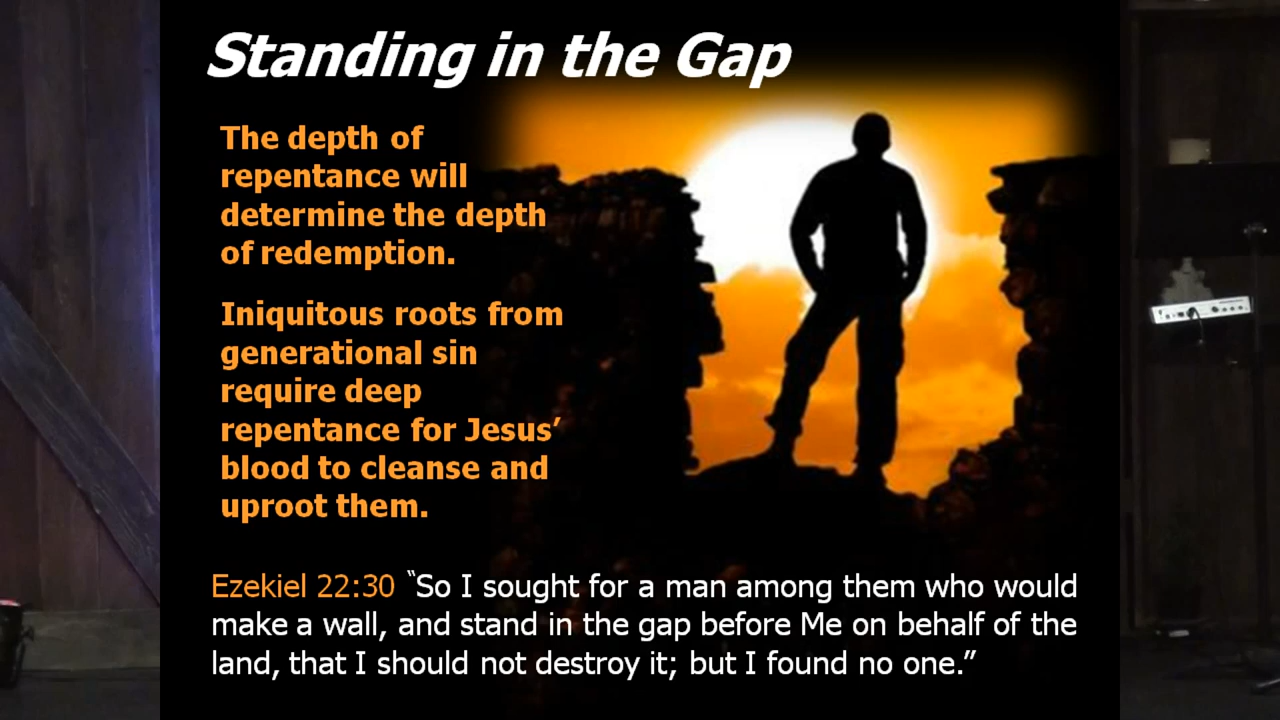 Standing in the Gap
The depth of
repentance will
determine the depth
of redemption.
Iniquitous roots from
generational sin
require deep
repentance for Jesus’
blood to cleanse and
uproot them.
Ezekiel 22:30 “So I sought for a man among them who would
make a wall, and stand in the gap before Me on behalf of the
land, that I should not destroy it; but I found no one.”